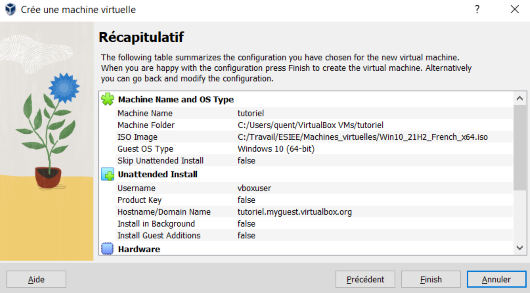 Crée une machine virtuelle
Récapitulatif
The following table summarizes the configuration you have chosen for the new virtual machine.
When you are happy with the configuration press Finish to create the virtual machine. Alternatively
you can go back and modify the configuration.
Machine Name and OS Type
Machine Name tutoriel
Machine Folder C:/Users/quent/VirtualBox VMs/tutoriel
ISO Image C:/Travail/ESIEE/Machines_virtuelles/Win10_21H2_French_x64.iso
Guest OS Type Windows 10 (64-bit)
Skip Unattended Install false
Unattended Install
Username vboxuser
Product Key false
Hostname/Domain Name tutoriel.myguest.virtualbox.org
Install in Background false
Install Guest Additions false
Hardware
Aide Précédent Finish Annuler